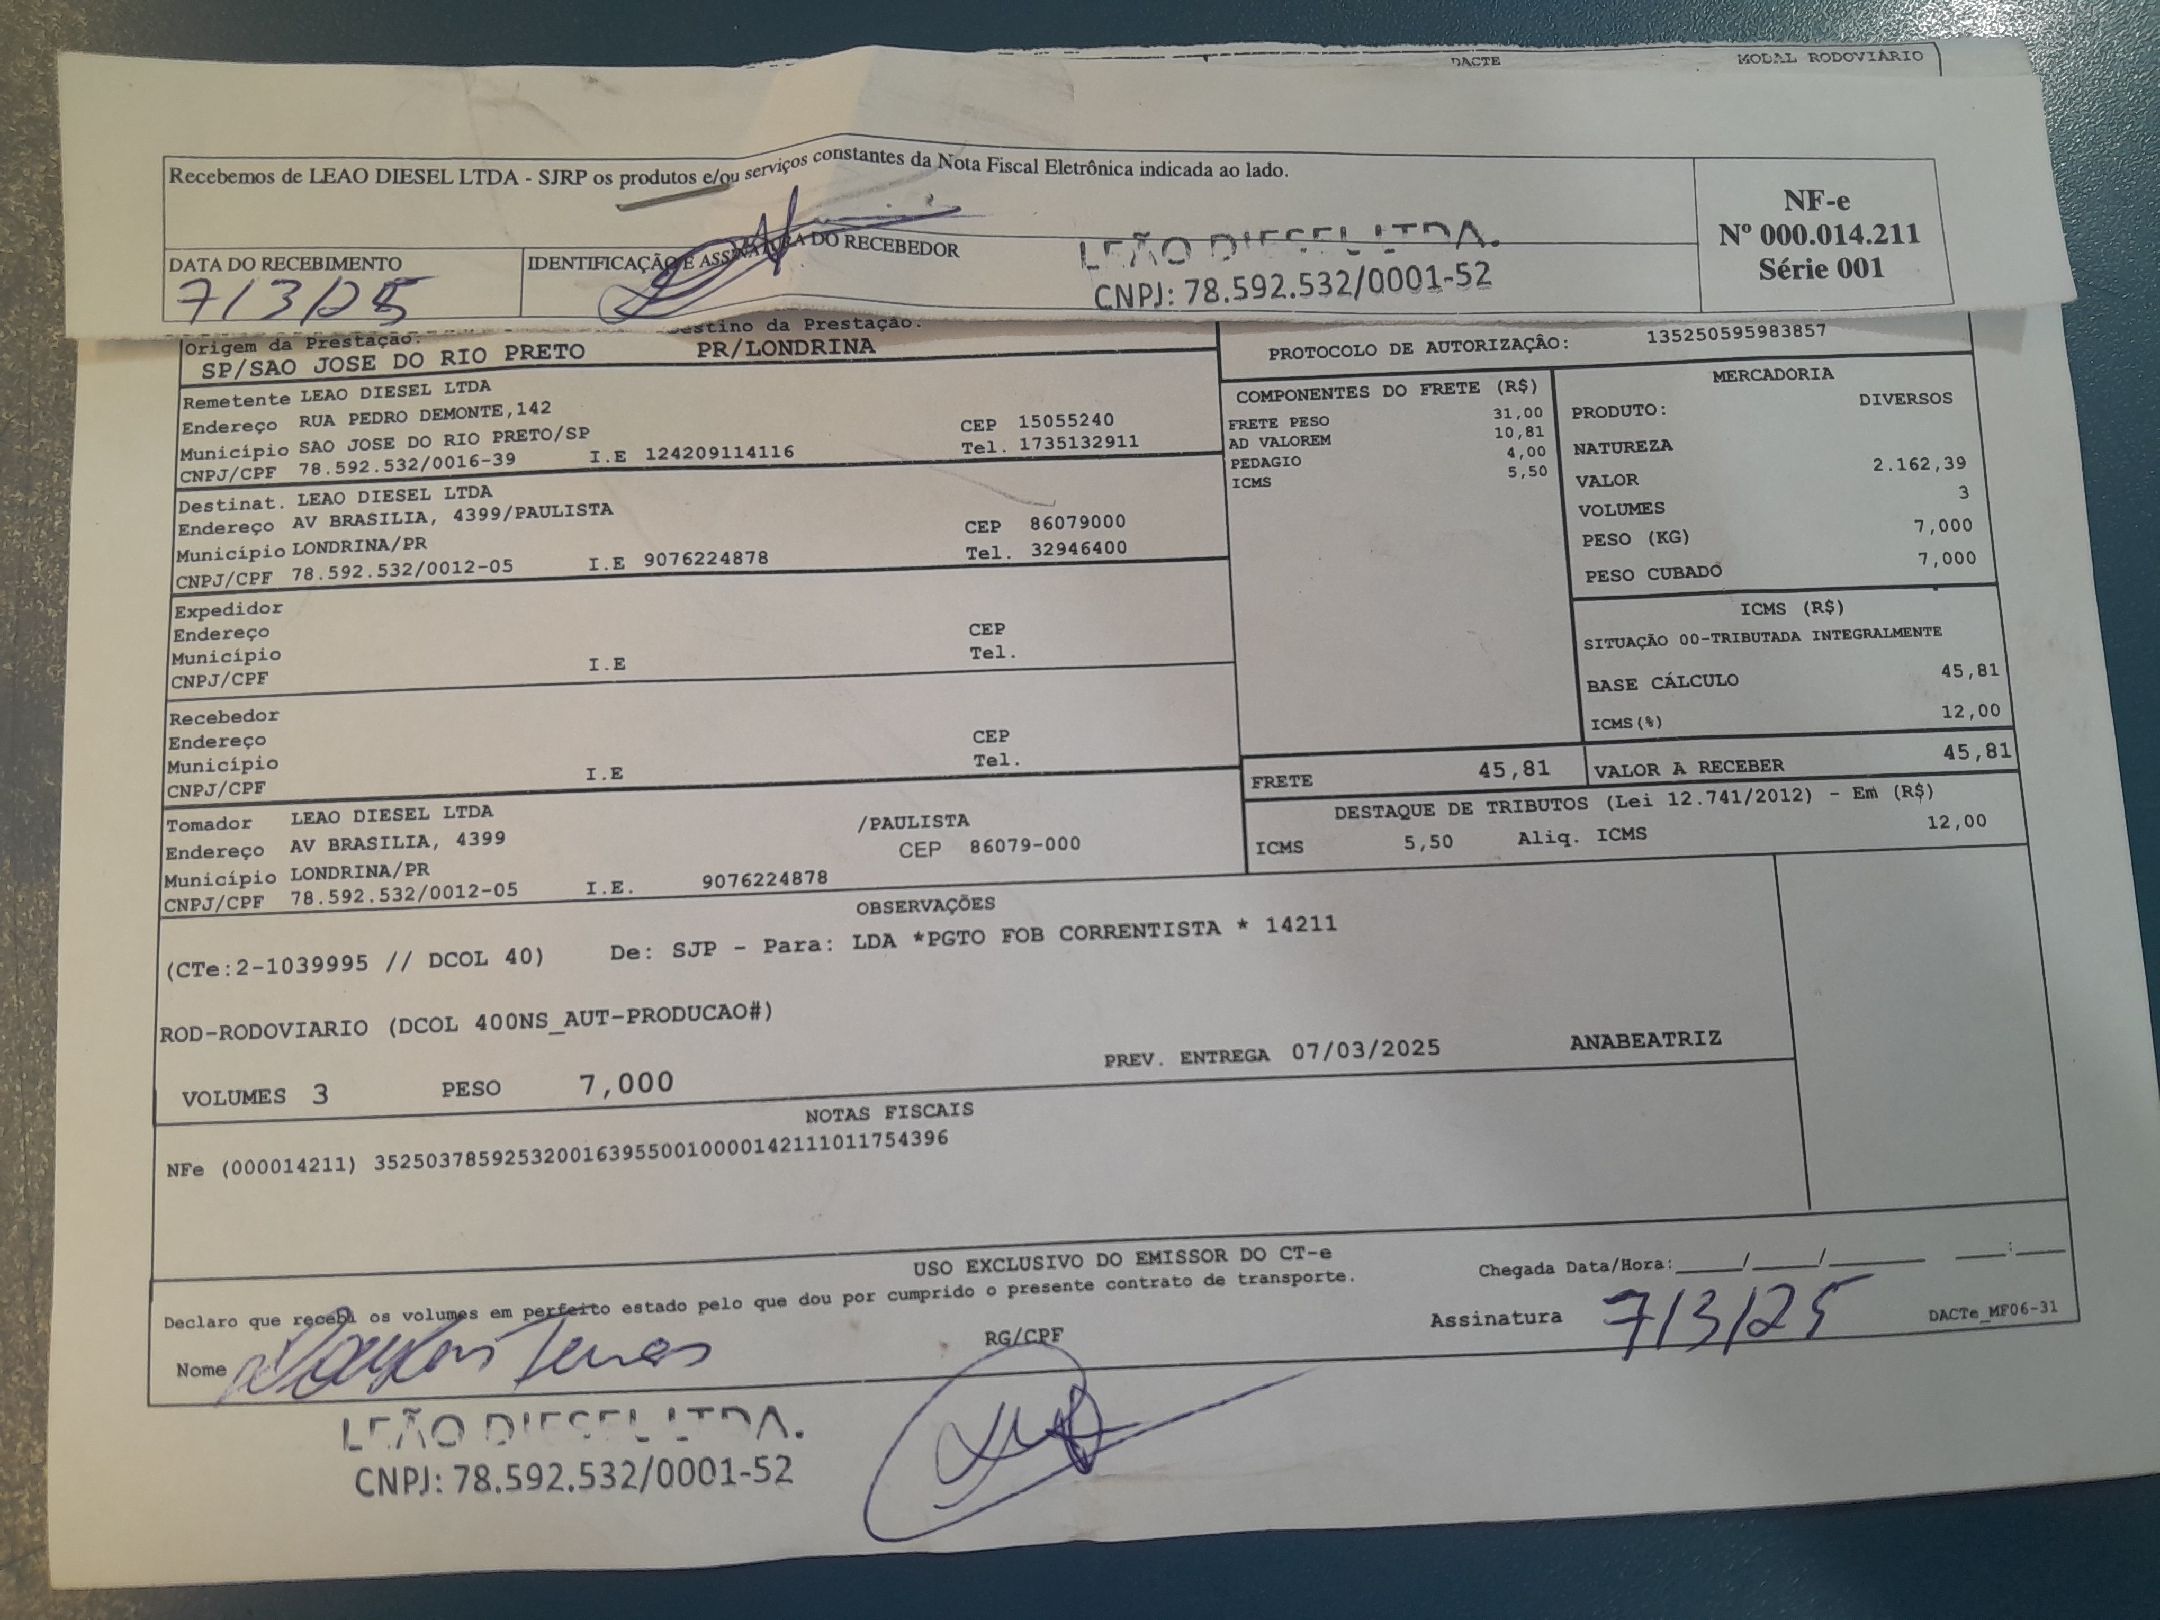 DACTE MODAL RODOVIÁRIO
Recebemos de LEAO DIESEL LTDA - SJRP os produtos e/ou serviços constantes da Nota Fiscal Eletrônica indicada ao lado.
NF-e
Nº 000.014.211
Série 001
DATA DO RECEBIMENTO
7/3/25
IDENTIFICAÇÃO E ASSINATURA DO RECEBEDOR
LEÃO DIESEL LTDA.
CNPJ: 78.592.532/0001-52
Origem da Prestação: Destino da Prestação:
SP/SAO JOSE DO RIO PRETO PR/LONDRINA
PROTOCOLO DE AUTORIZAÇÃO: 135250595983857
Remetente LEAO DIESEL LTDA
Endereço RUA PEDRO DEMONTE,142 CEP 15055240
Município SAO JOSE DO RIO PRETO/SP Tel. 1735132911
CNPJ/CPF 78.592.532/0016-39 I.E 124209114116
Destinat. LEAO DIESEL LTDA
Endereço AV BRASILIA, 4399/PAULISTA CEP 86079000
Município LONDRINA/PR Tel. 32946400
CNPJ/CPF 78.592.532/0012-05 I.E 9076224878
Expedidor
Endereço CEP
Município Tel.
CNPJ/CPF I.E
Recebedor
Endereço CEP
Município Tel.
CNPJ/CPF I.E
Tomador LEAO DIESEL LTDA
Endereço AV BRASILIA, 4399 /PAULISTA
Município LONDRINA/PR CEP 86079-000
CNPJ/CPF 78.592.532/0012-05 I.E. 9076224878
COMPONENTES DO FRETE (R$)
FRETE PESO 31,00
AD VALOREM 10,81
PEDAGIO 4,00
ICMS 5,50
MERCADORIA
PRODUTO: DIVERSOS
NATUREZA
VALOR 2.162,39
VOLUMES 3
PESO (KG) 7,000
PESO CUBADO 7,000
ICMS (R$)
SITUAÇÃO 00-TRIBUTADA INTEGRALMENTE
BASE CÁLCULO 45,81
ICMS(%) 12,00
FRETE 45,81 VALOR A RECEBER 45,81
DESTAQUE DE TRIBUTOS (Lei 12.741/2012) - Em (R$)
ICMS 5,50 Aliq. ICMS 12,00
OBSERVAÇÕES
(CTe:2-1039995 // DCOL 40) De: SJP - Para: LDA *PGTO FOB CORRENTISTA * 14211
ROD-RODOVIARIO (DCOL 400NS_AUT-PRODUCAO#)
PREV. ENTREGA 07/03/2025 ANABEATRIZ
VOLUMES 3 PESO 7,000
NOTAS FISCAIS
NFe (000014211) 35250378592532001639550010000142111011754396
USO EXCLUSIVO DO EMISSOR DO CT-e
Declaro que recebi os volumes em perfeito estado pelo que dou por cumprido o presente contrato de transporte.
Chegada Data/Hora:_____/_____/________ ____:____
Nome RG/CPF Assinatura 7/3/25 DACTe_MF06-31
LEÃO DIESEL LTDA.
CNPJ: 78.592.532/0001-52